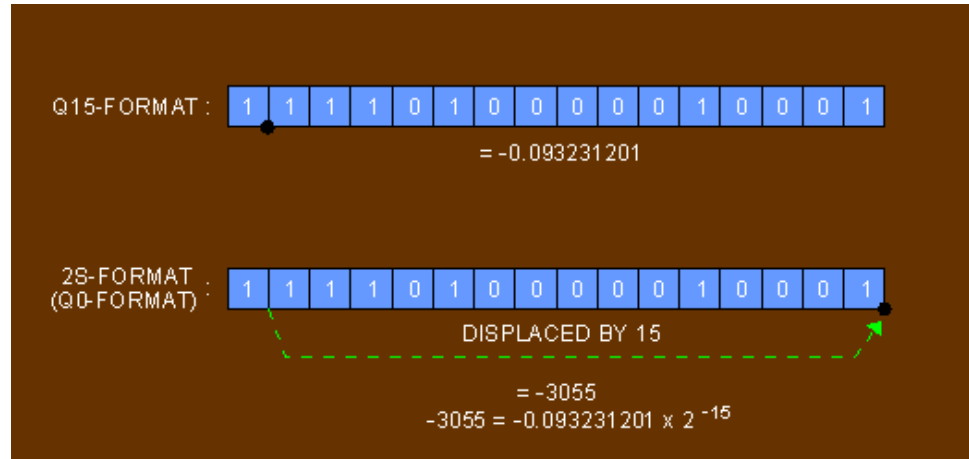 Q15-FORMAT : 1 1 1 1 0 1 0 0 0 0 0 1 0 0 0 1
= -0.093231201
2S-FORMAT
(Q0-FORMAT) : 1 1 1 1 0 1 0 0 0 0 0 1 0 0 0 1
DISPLACED BY 15
= -3055
-3055 = -0.093231201 x 2 -15